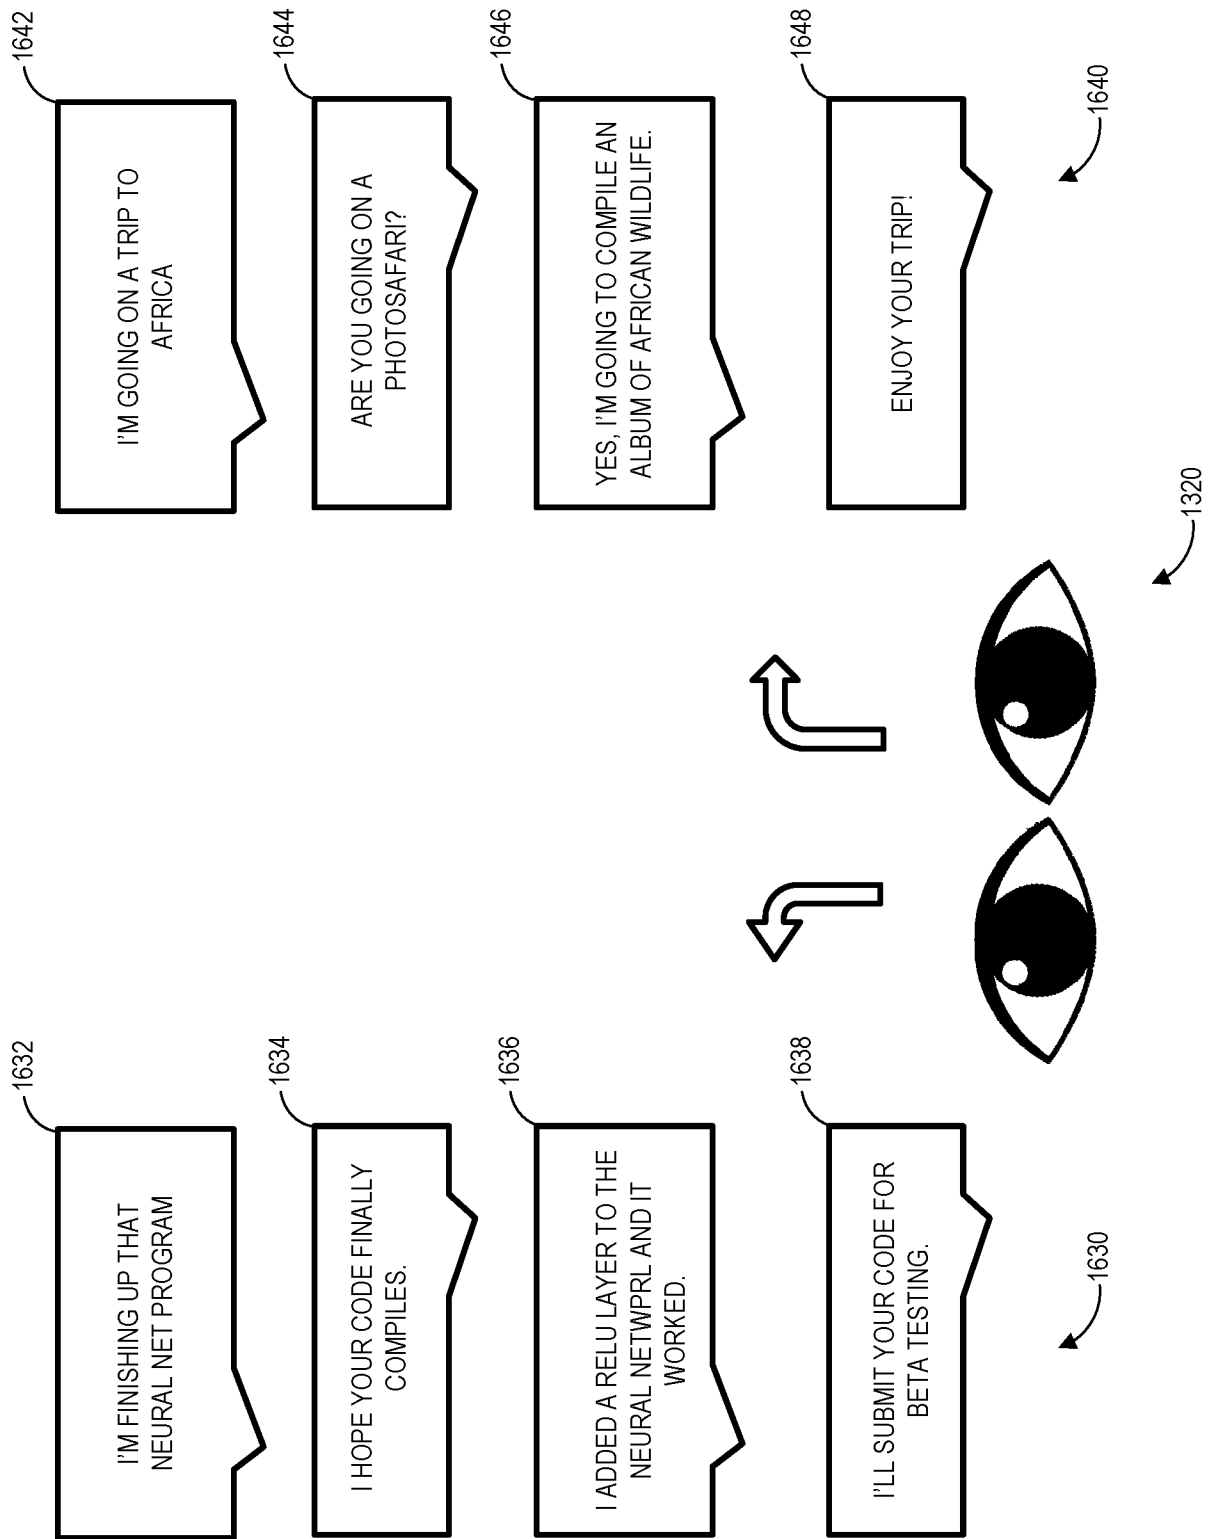 1632
I'M FINISHING UP THAT
NEURAL NET PROGRAM
1634
I HOPE YOUR CODE FINALLY
COMPILES.
1636
I ADDED A RELU LAYER TO THE
NEURAL NETWPRL AND IT
WORKED.
1638
I'LL SUBMIT YOUR CODE FOR
BETA TESTING.
1630
1642
I'M GOING ON A TRIP TO
AFRICA
1644
ARE YOU GOING ON A
PHOTOSAFARI?
1646
YES, I'M GOING TO COMPILE AN
ALBUM OF AFRICAN WILDLIFE.
1648
ENJOY YOUR TRIP!
1640
1320